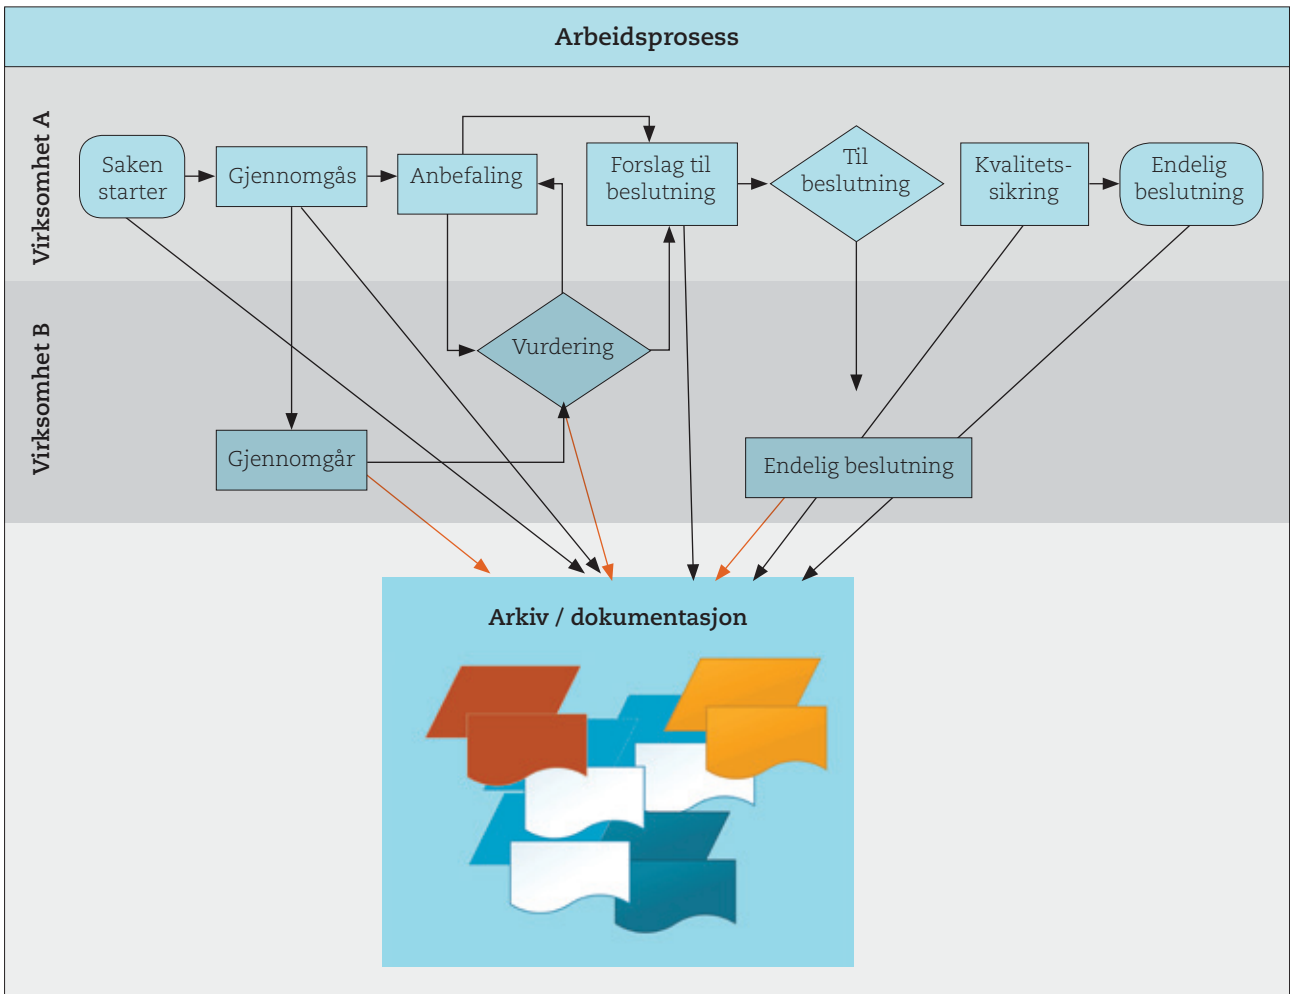 Arbeidsprosess
Virksomhet A
Saken
starter
Gjennomgås
Anbefaling
Forslag til
beslutning
Til
beslutning
Kvalitets-
sikring
Endelig
beslutning
Virksomhet B
Vurdering
Gjennomgår
Endelig beslutning
Arkiv / dokumentasjon